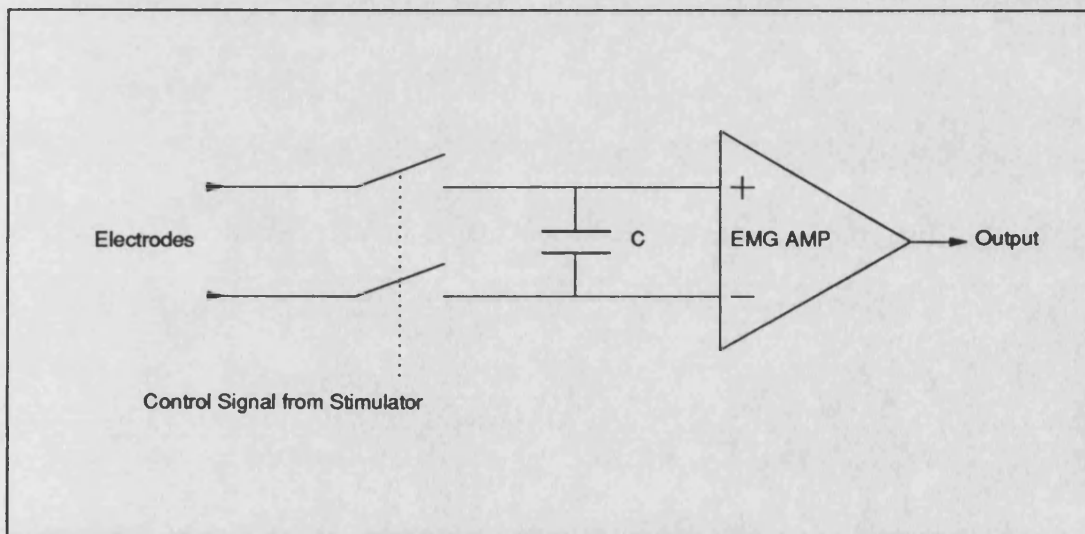 Electrodes
C
+
EMG AMP
−
Output
Control Signal from Stimulator